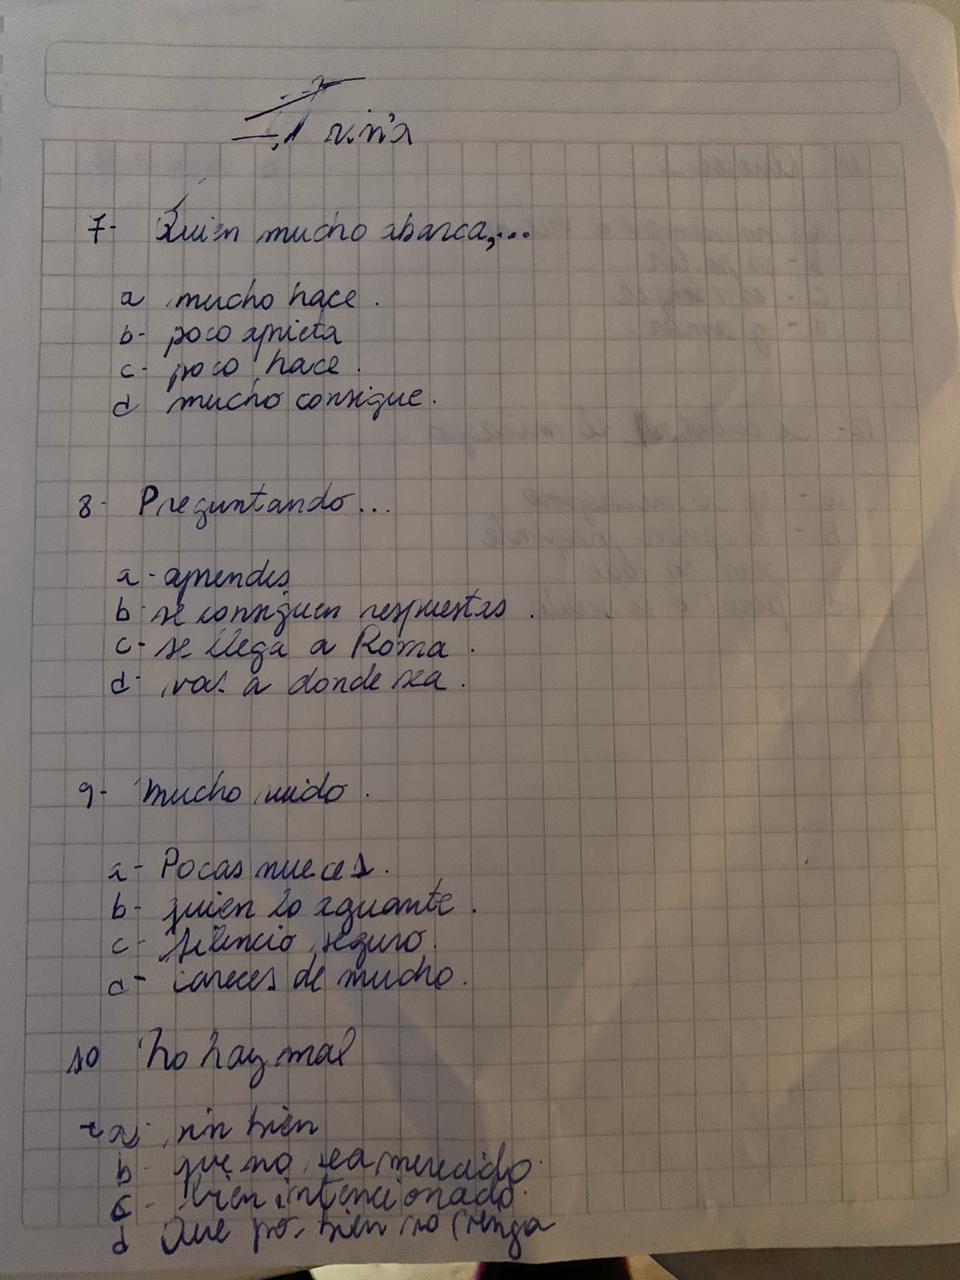 Trivia
7- Quien mucho abarca,...
a mucho hace.
b- poco aprieta
c- poco hace.
d mucho consigue.
8- Preguntando...
a- aprendes
b- se consiguen respuestas.
c- se llega a Roma.
d- vas a donde sea.
9- Mucho ruido.
a- Pocas nueces.
b- quien lo aguante.
c- silencio seguro.
d- careces de mucho.
10 No hay mal
a- sin bien
b- que no sea merecido.
c- bien intencionado.
d Que por bien no venga